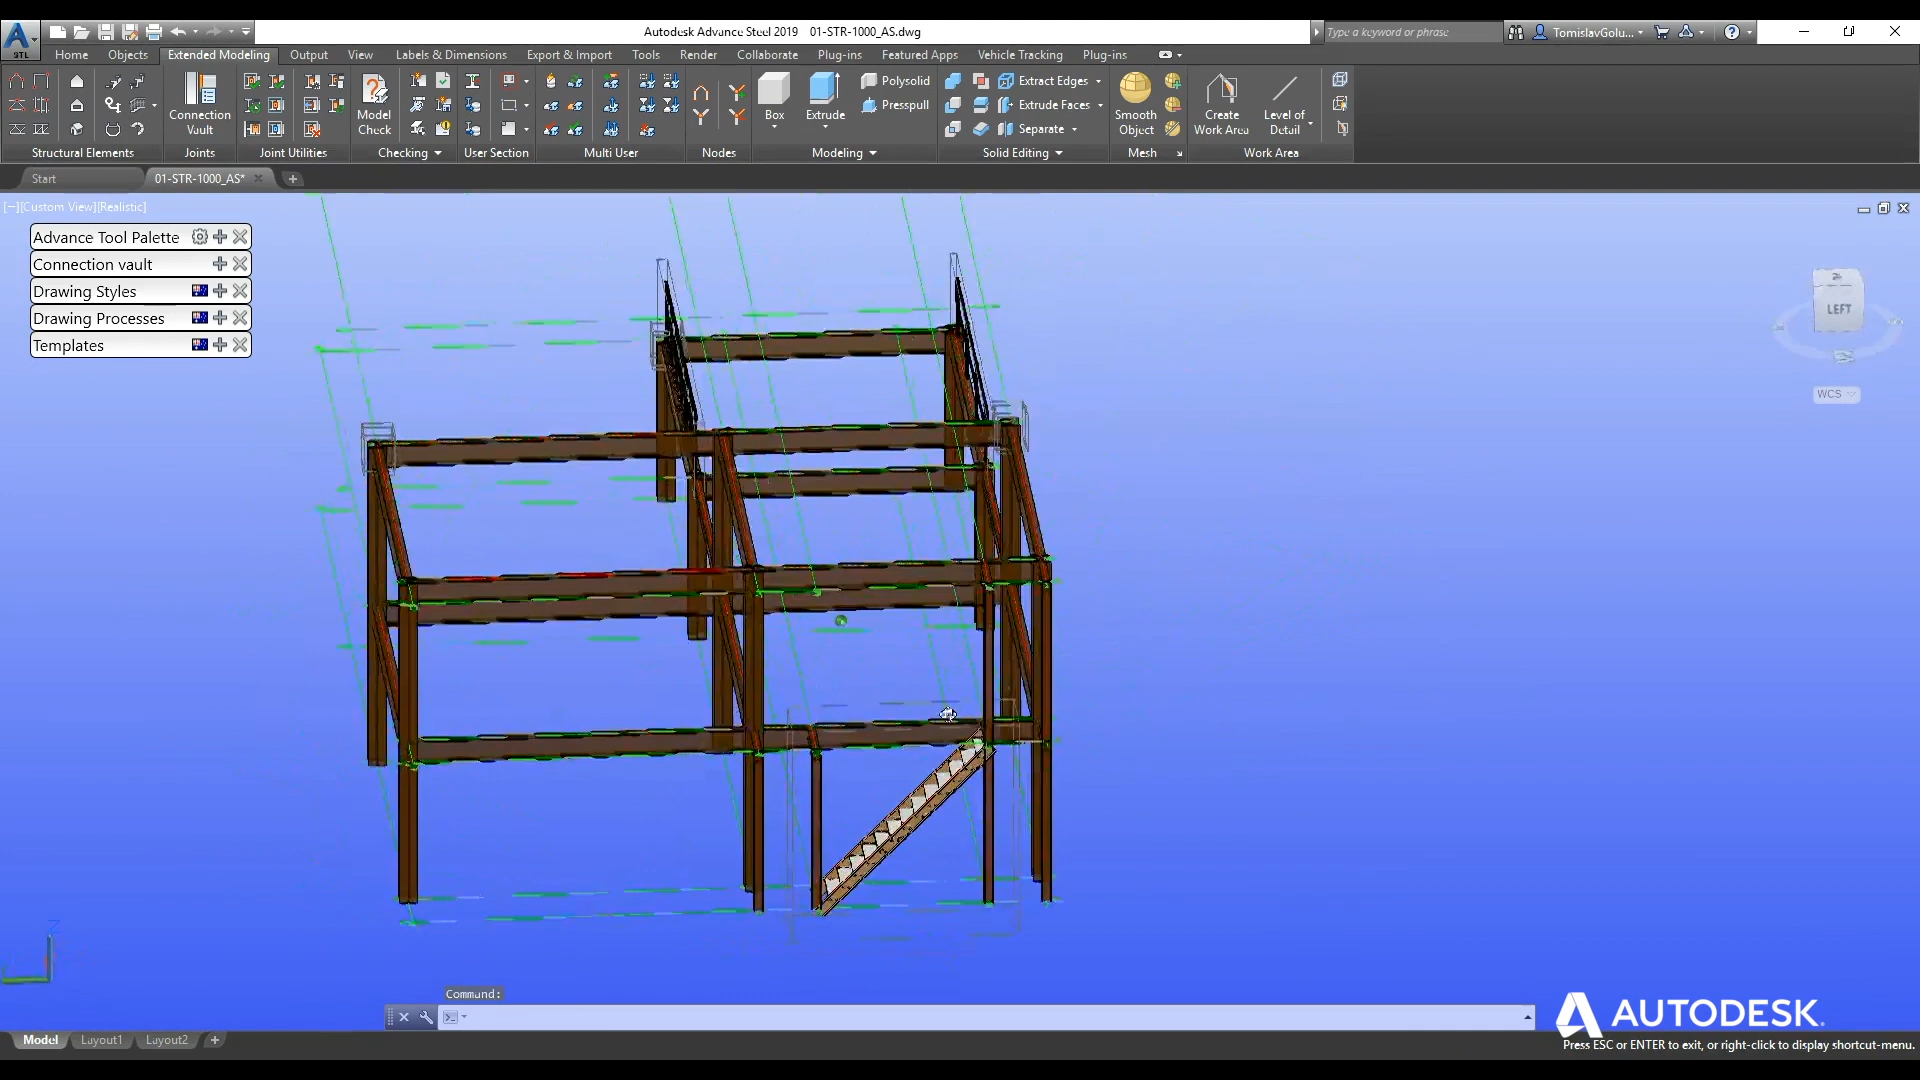 Autodesk Advance Steel 2019 01-STR-1000_AS.dwg
Type a keyword or phrase
TomislavGolu...
STL
Home Objects Extended Modeling Output View Labels & Dimensions Export & Import Tools Render Collaborate Plug-ins Featured Apps Vehicle Tracking Plug-ins
Connection Vault
Model Check
Box
Extrude
Polysolid
Presspull
Extract Edges
Extrude Faces
Separate
Smooth Object
Create Work Area
Level of Detail
Structural Elements Joints Joint Utilities Checking User Section Multi User Nodes Modeling Solid Editing Mesh Work Area
Start 01-STR-1000_AS*
[−][Custom View][Realistic]
Advance Tool Palette
Connection vault
Drawing Styles
Drawing Processes
Templates
LEFT
WCS
Z
Command:
AUTODESK.
Model Layout1 Layout2
Press ESC or ENTER to exit, or right-click to display shortcut-menu.